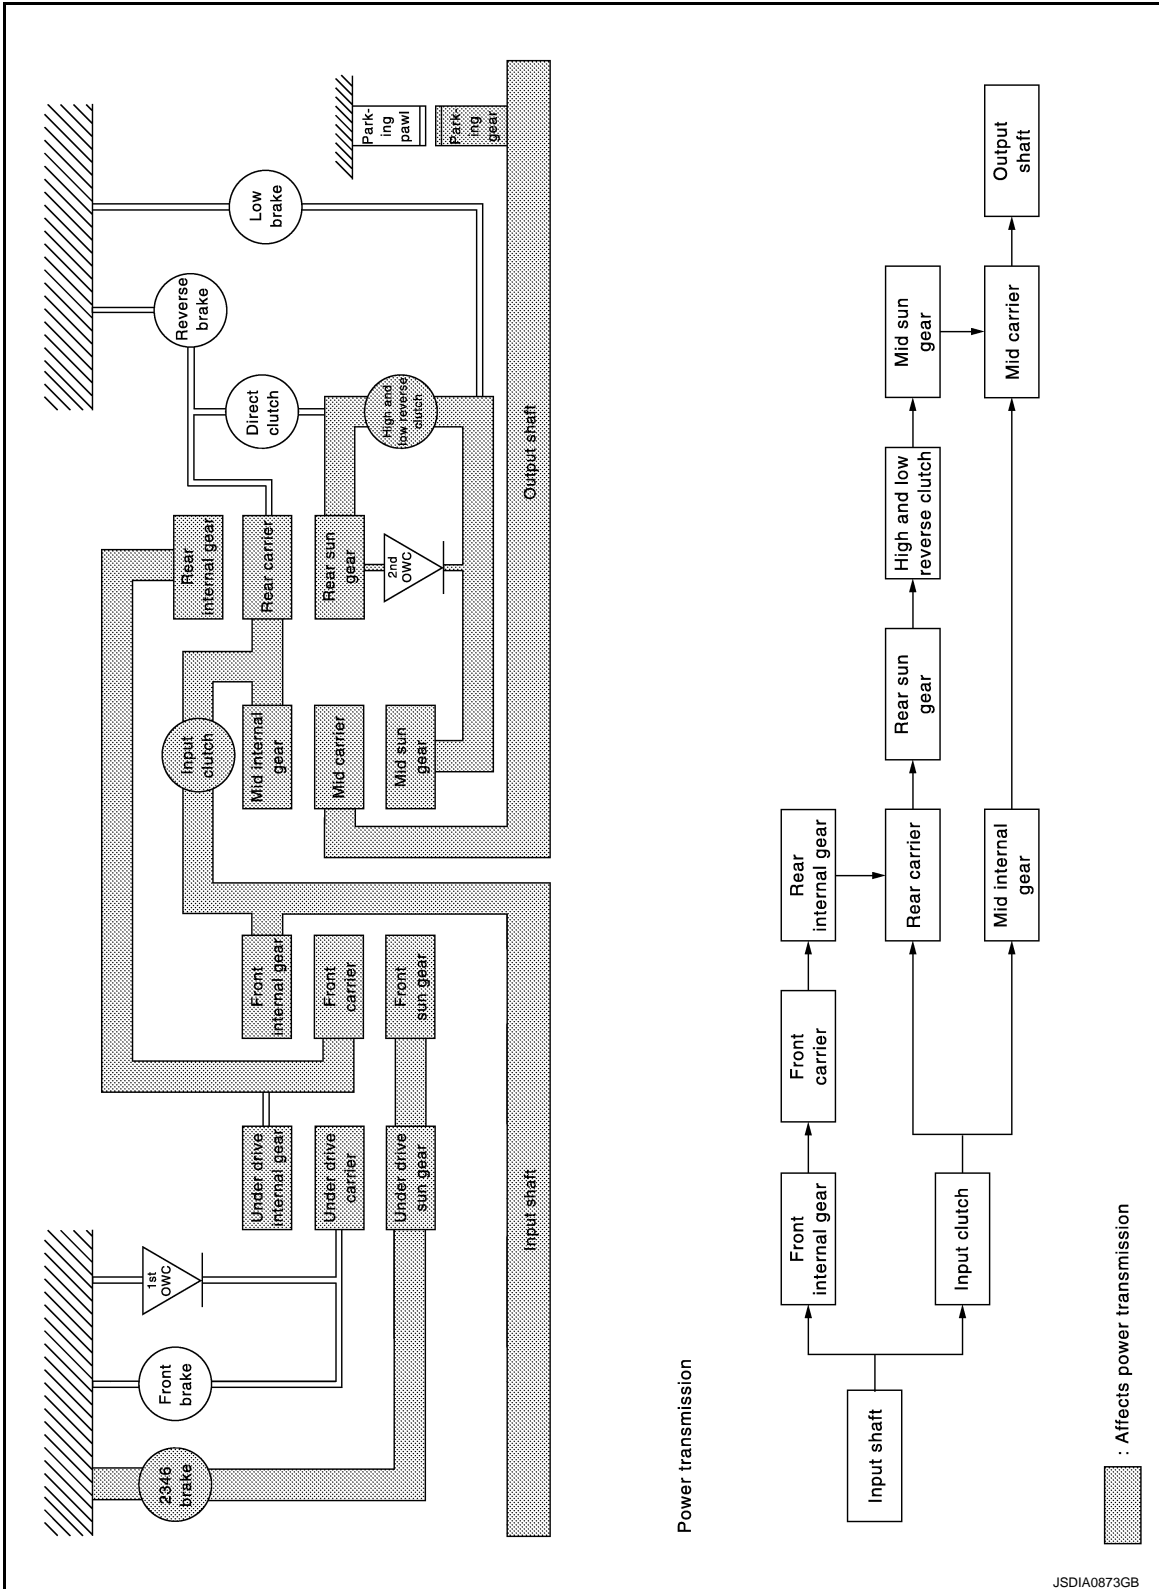 2346
brake
Front
brake
1st
OWC
Under drive
internal gear
Under drive
carrier
Under drive
sun gear
Front
internal gear
Front
carrier
Front
sun gear
Input
clutch
Mid internal
gear
Mid carrier
Mid sun
gear
Rear
internal gear
Rear carrier
Rear sun
gear
2nd
OWC
Direct
clutch
High and
low reverse
clutch
Reverse
brake
Low
brake
Park-
ing
pawl
Park-
ing
gear
Input shaft
Output shaft
Power transmission
Input shaft
Front
internal gear
Front
carrier
Rear
internal gear
Input clutch
Rear carrier
Mid internal
gear
Rear sun
gear
High and low
reverse clutch
Mid sun
gear
Mid carrier
Output
shaft
: Affects power transmission
JSDIA0873GB